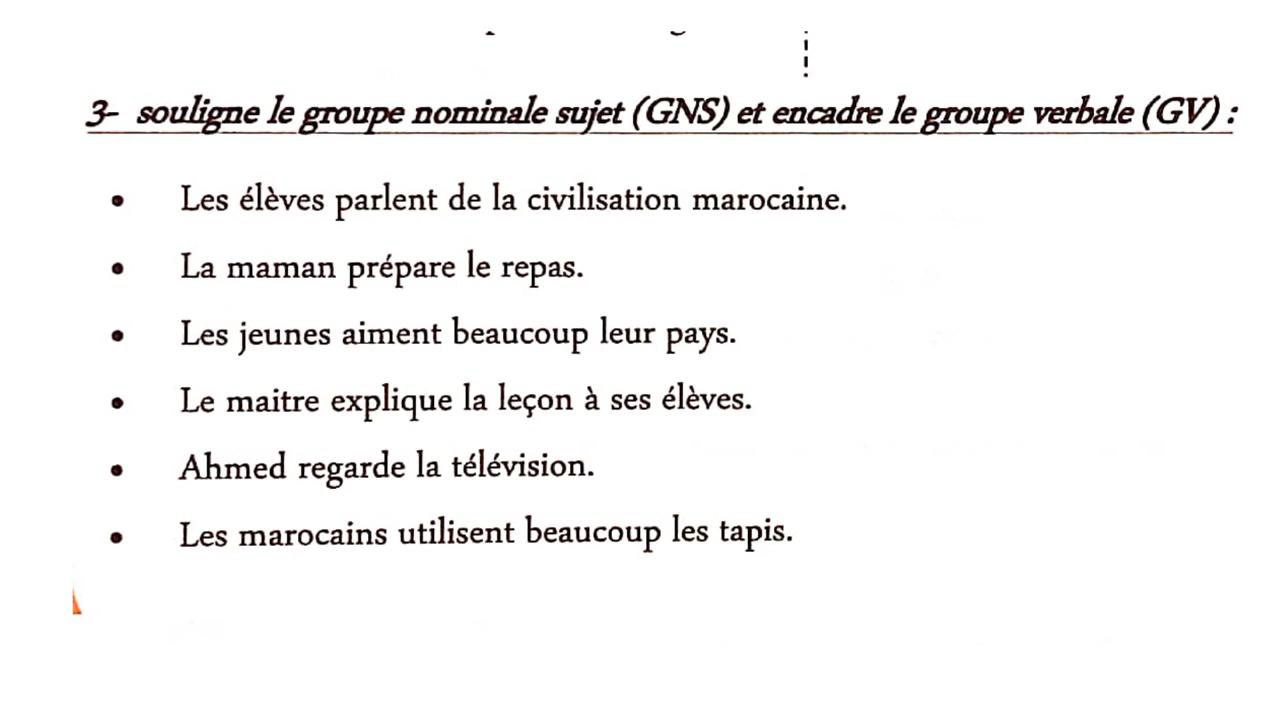 3- souligne le groupe nominale sujet (GNS) et encadre le groupe verbale (GV) :
• Les élèves parlent de la civilisation marocaine.
• La maman prépare le repas.
• Les jeunes aiment beaucoup leur pays.
• Le maitre explique la leçon à ses élèves.
• Ahmed regarde la télévision.
• Les marocains utilisent beaucoup les tapis.